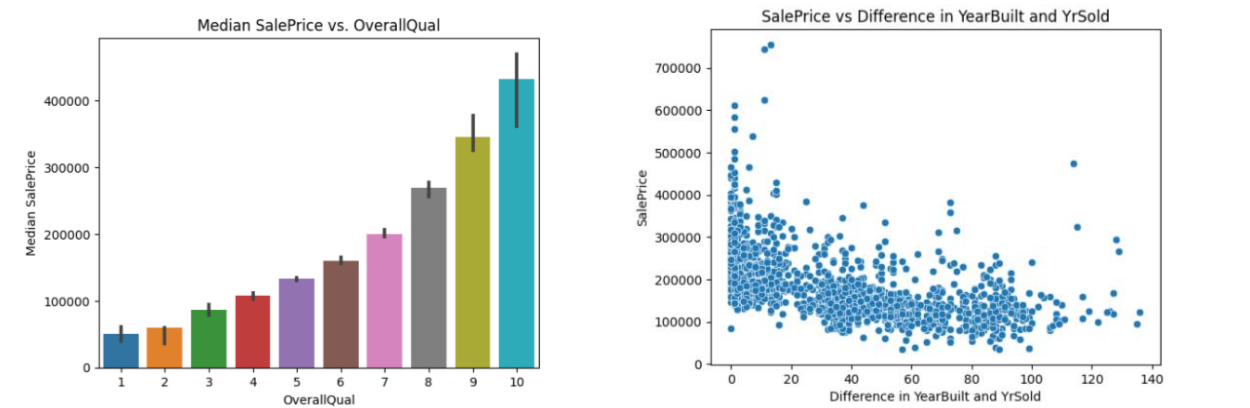 Median SalePrice vs. OverallQual
Median SalePrice
400000
300000
200000
100000
0
1 2 3 4 5 6 7 8 9 10
OverallQual
SalePrice vs Difference in YearBuilt and YrSold
SalePrice
700000
600000
500000
400000
300000
200000
100000
0
0 20 40 60 80 100 120 140
Difference in YearBuilt and YrSold